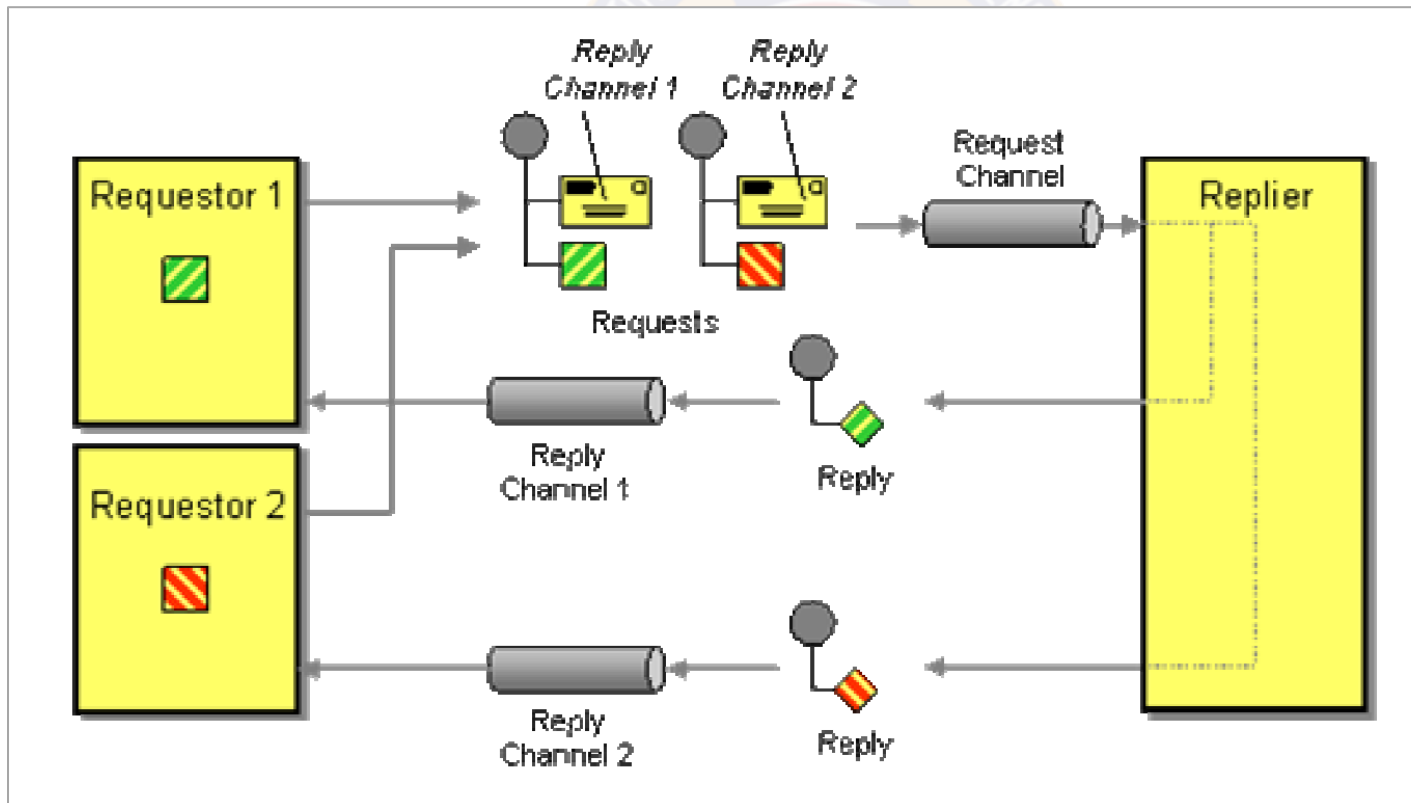 Reply
Channel 1
Reply
Channel 2
Request
Channel
Requestor 1
Replier
Requests
Reply
Channel 1
Reply
Requestor 2
Reply
Channel 2
Reply